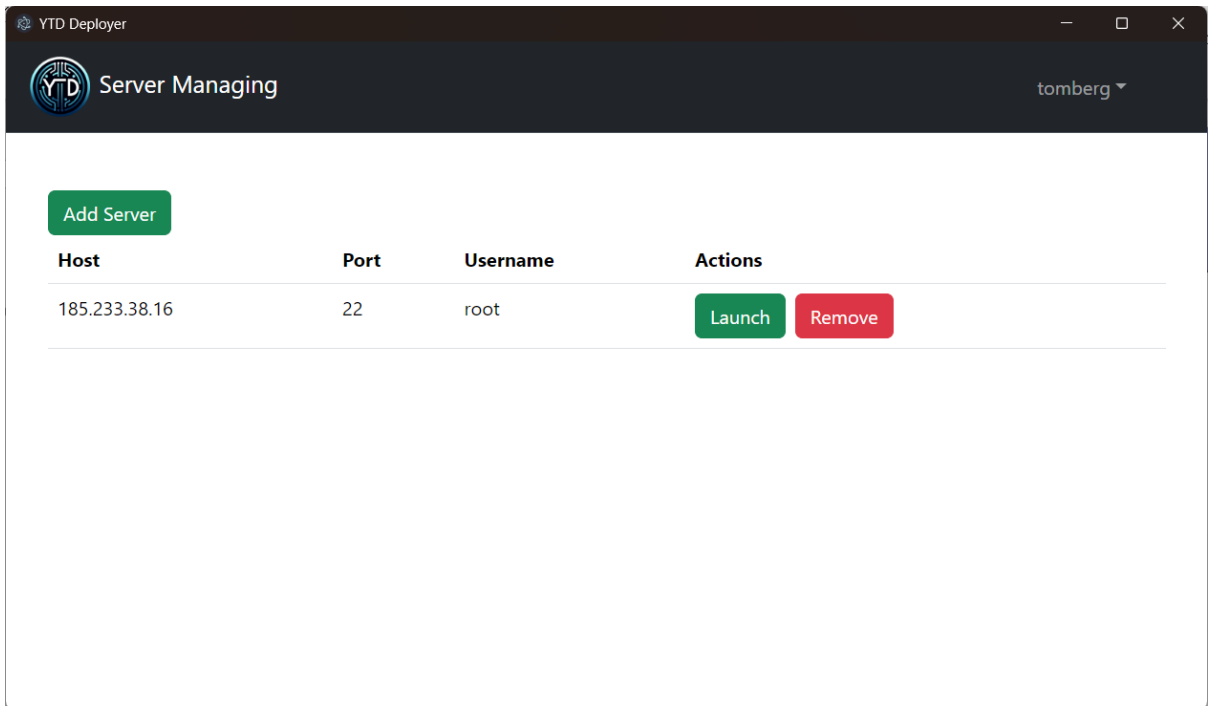 YTD Deployer
YTD Server Managing tomberg
Add Server
Host Port Username Actions
185.233.38.16 22 root Launch Remove